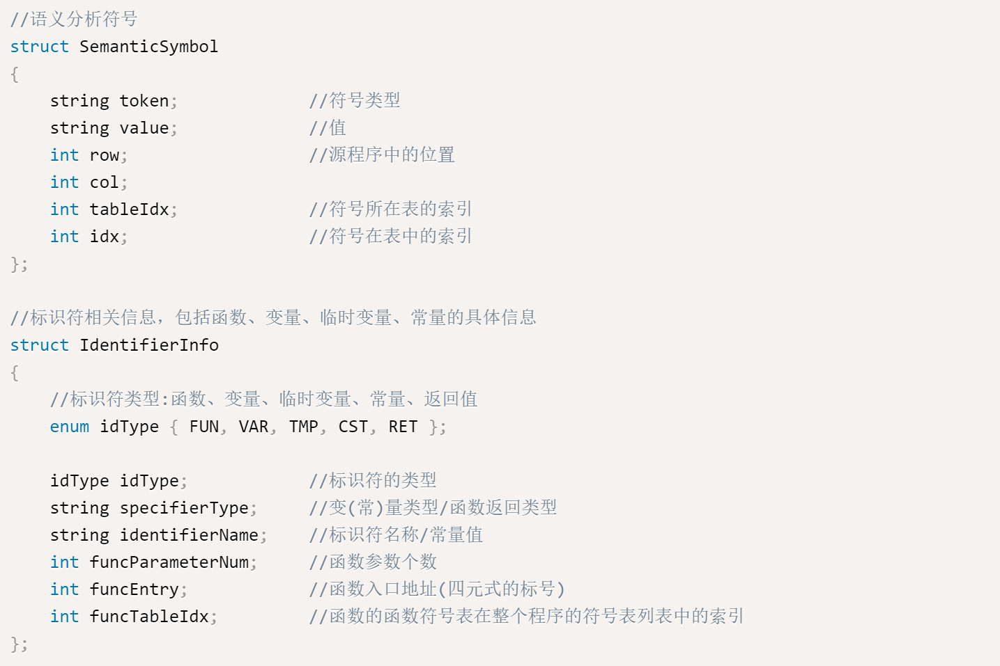 //语义分析符号
struct SemanticSymbol
{
    string token;             //符号类型
    string value;             //值
    int row;                  //源程序中的位置
    int col;
    int tableIdx;             //符号所在表的索引
    int idx;                  //符号在表中的索引
};
//标识符相关信息，包括函数、变量、临时变量、常量的具体信息
struct IdentifierInfo
{
    //标识符类型:函数、变量、临时变量、常量、返回值
    enum idType { FUN, VAR, TMP, CST, RET };
    idType idType;            //标识符的类型
    string specifierType;     //变(常)量类型/函数返回类型
    string identifierName;    //标识符名称/常量值
    int funcParameterNum;     //函数参数个数
    int funcEntry;            //函数入口地址(四元式的标号)
    int funcTableIdx;         //函数的函数符号表在整个程序的符号表列表中的索引
};